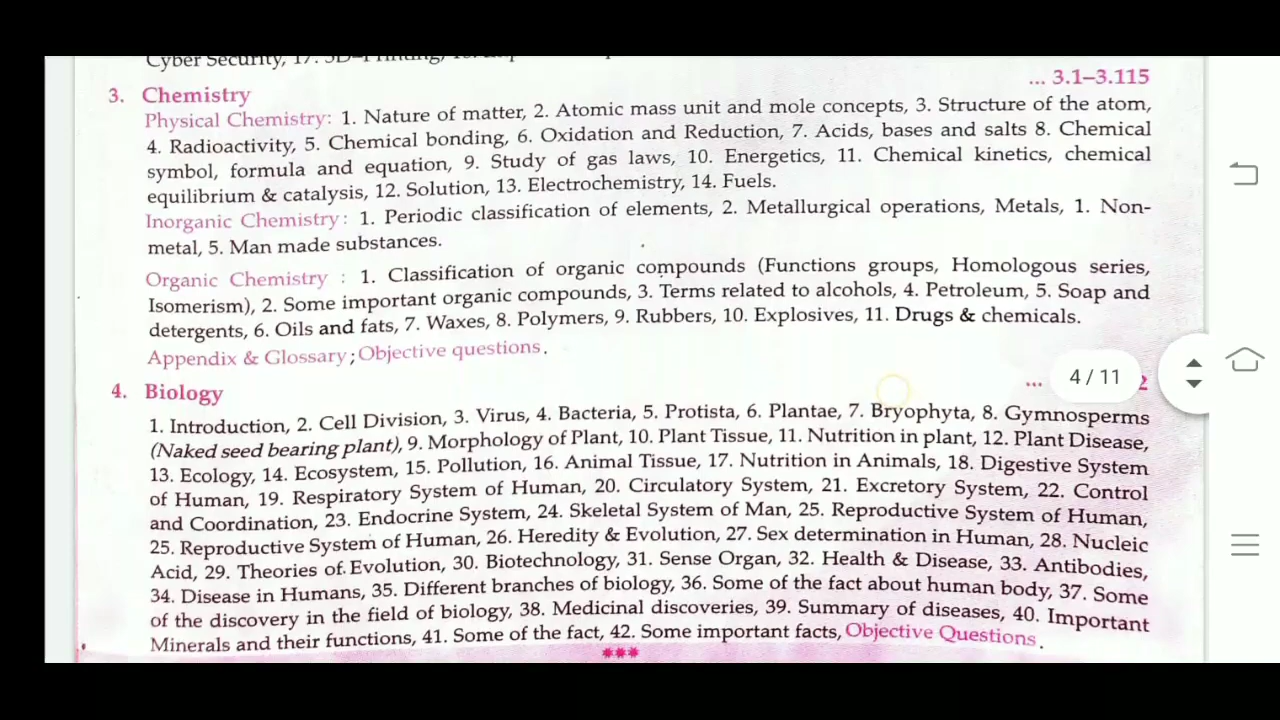 Cyber Security, 17.
... 3.1–3.115
3. Chemistry
Physical Chemistry: 1. Nature of matter, 2. Atomic mass unit and mole concepts, 3. Structure of the atom,
4. Radioactivity, 5. Chemical bonding, 6. Oxidation and Reduction, 7. Acids, bases and salts 8. Chemical
symbol, formula and equation, 9. Study of gas laws, 10. Energetics, 11. Chemical kinetics, chemical
equilibrium & catalysis, 12. Solution, 13. Electrochemistry, 14. Fuels.
Inorganic Chemistry: 1. Periodic classification of elements, 2. Metallurgical operations, Metals, 1. Non-
metal, 5. Man made substances.
Organic Chemistry : 1. Classification of organic compounds (Functions groups, Homologous series,
Isomerism), 2. Some important organic compounds, 3. Terms related to alcohols, 4. Petroleum, 5. Soap and
detergents, 6. Oils and fats, 7. Waxes, 8. Polymers, 9. Rubbers, 10. Explosives, 11. Drugs & chemicals.
Appendix & Glossary; Objective questions.
4. Biology
... 4 / 11 2
1. Introduction, 2. Cell Division, 3. Virus, 4. Bacteria, 5. Protista, 6. Plantae, 7. Bryophyta, 8. Gymnosperms
(Naked seed bearing plant), 9. Morphology of Plant, 10. Plant Tissue, 11. Nutrition in plant, 12. Plant Disease,
13. Ecology, 14. Ecosystem, 15. Pollution, 16. Animal Tissue, 17. Nutrition in Animals, 18. Digestive System
of Human, 19. Respiratory System of Human, 20. Circulatory System, 21. Excretory System, 22. Control
and Coordination, 23. Endocrine System, 24. Skeletal System of Man, 25. Reproductive System of Human,
25. Reproductive System of Human, 26. Heredity & Evolution, 27. Sex determination in Human, 28. Nucleic
Acid, 29. Theories of Evolution, 30. Biotechnology, 31. Sense Organ, 32. Health & Disease, 33. Antibodies,
34. Disease in Humans, 35. Different branches of biology, 36. Some of the fact about human body, 37. Some
of the discovery in the field of biology, 38. Medicinal discoveries, 39. Summary of diseases, 40. Important
Minerals and their functions, 41. Some of the fact, 42. Some important facts, Objective Questions.
***